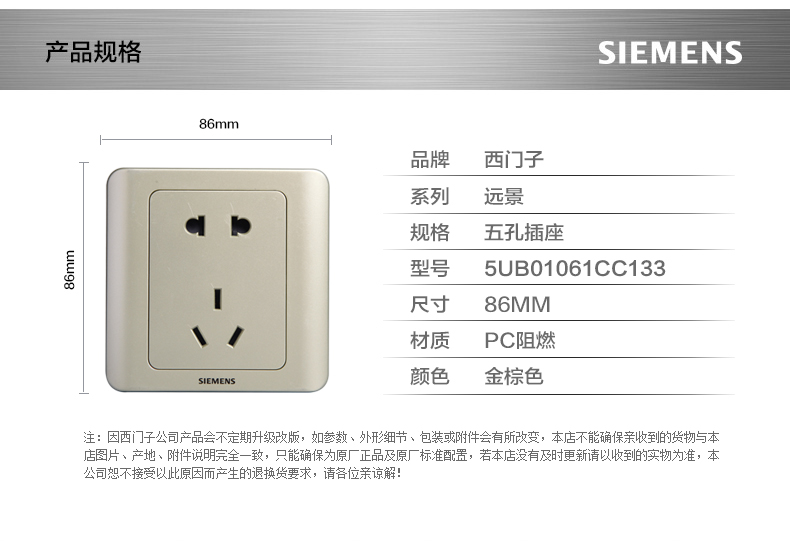 产品规格
SIEMENS
86mm
86mm
SIEMENS
品牌 西门子
系列 远景
规格 五孔插座
型号 5UB01061CC133
尺寸 86MM
材质 PC阻燃
颜色 金棕色
注：因西门子公司产品会不定期升级改版，如参数、外形细节、包装或附件会有所改变，本店不能确保亲收到的货物与本
店图片、产地、附件说明完全一致，只能确保为原厂正品及原厂标准配置，若本店没有及时更新请以收到的实物为准，本
公司恕不接受以此原因而产生的退换货要求，请各位亲谅解！